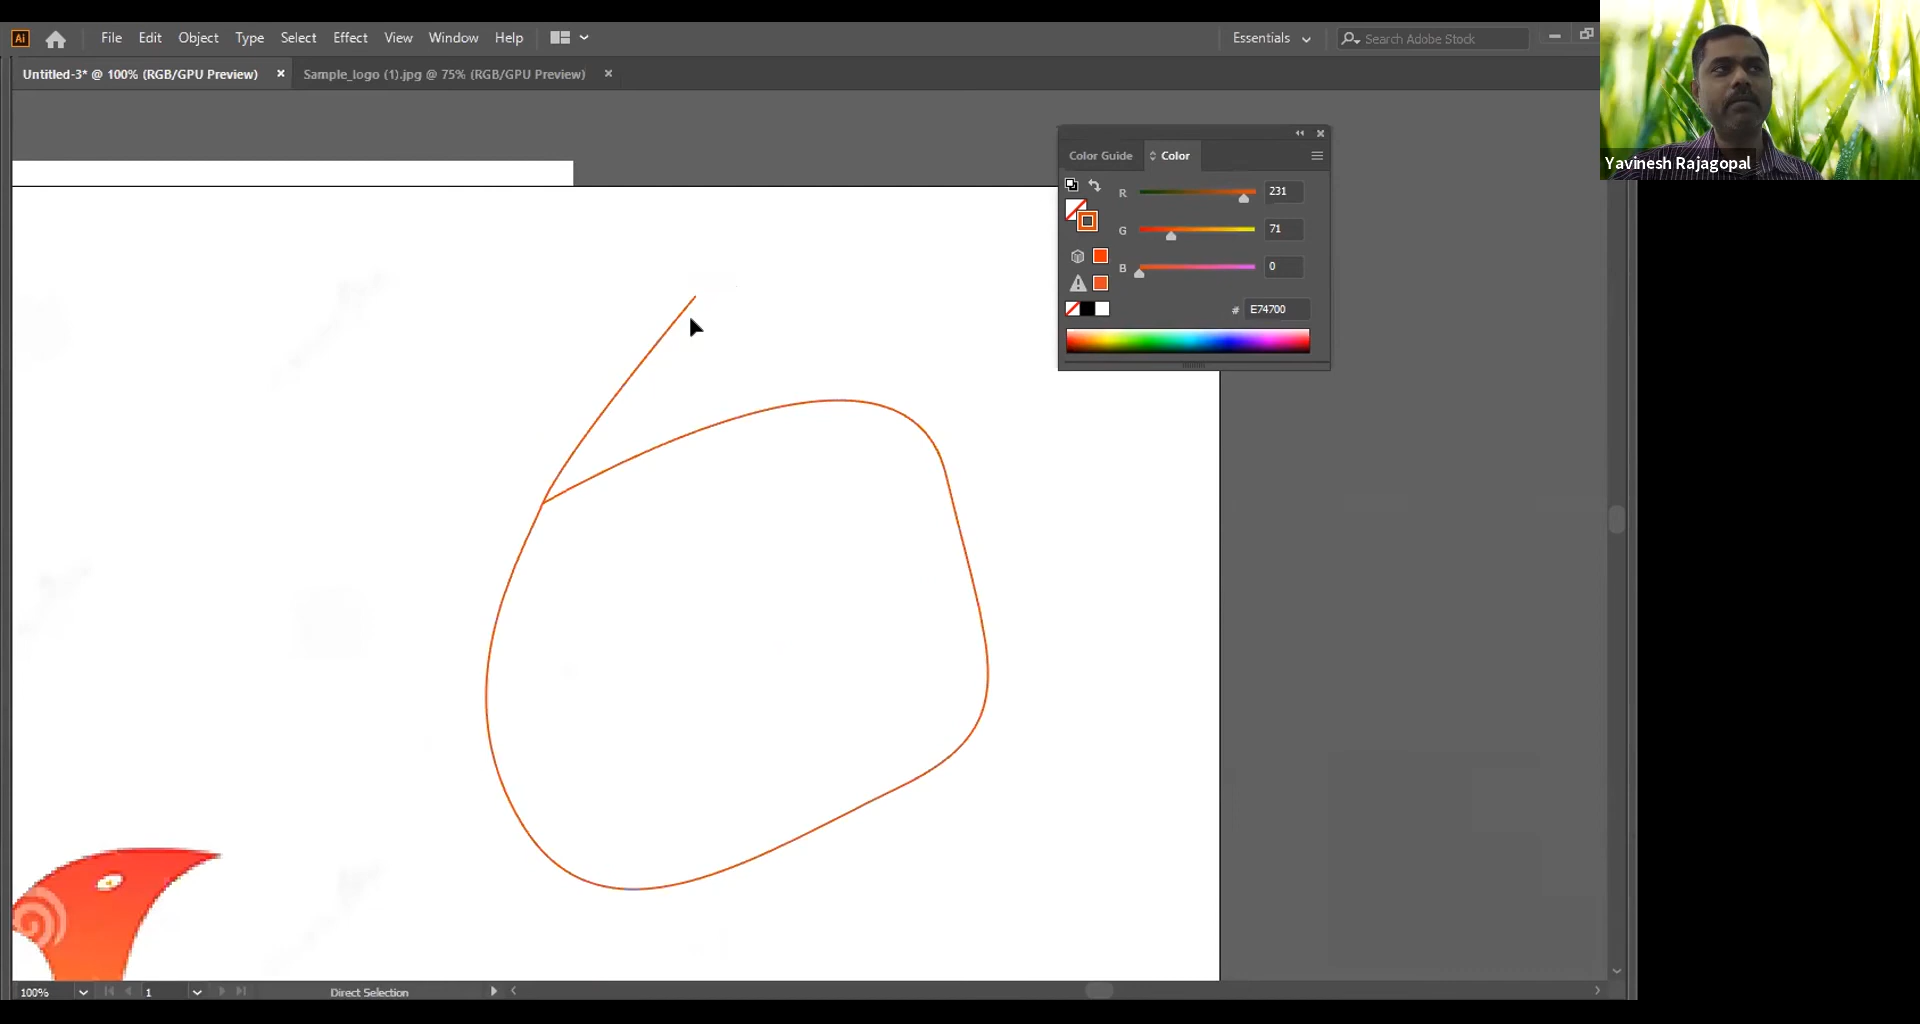 Ai File Edit Object Type Select Effect View Window Help Essentials Search Adobe Stock
Untitled-3* @ 100% (RGB/GPU Preview) × Sample_logo (1).jpg @ 75% (RGB/GPU Preview) ×
Yavinesh Rajagopal
Color Guide Color
R 231
G 71
B 0
# E74700
100% 1 Direct Selection